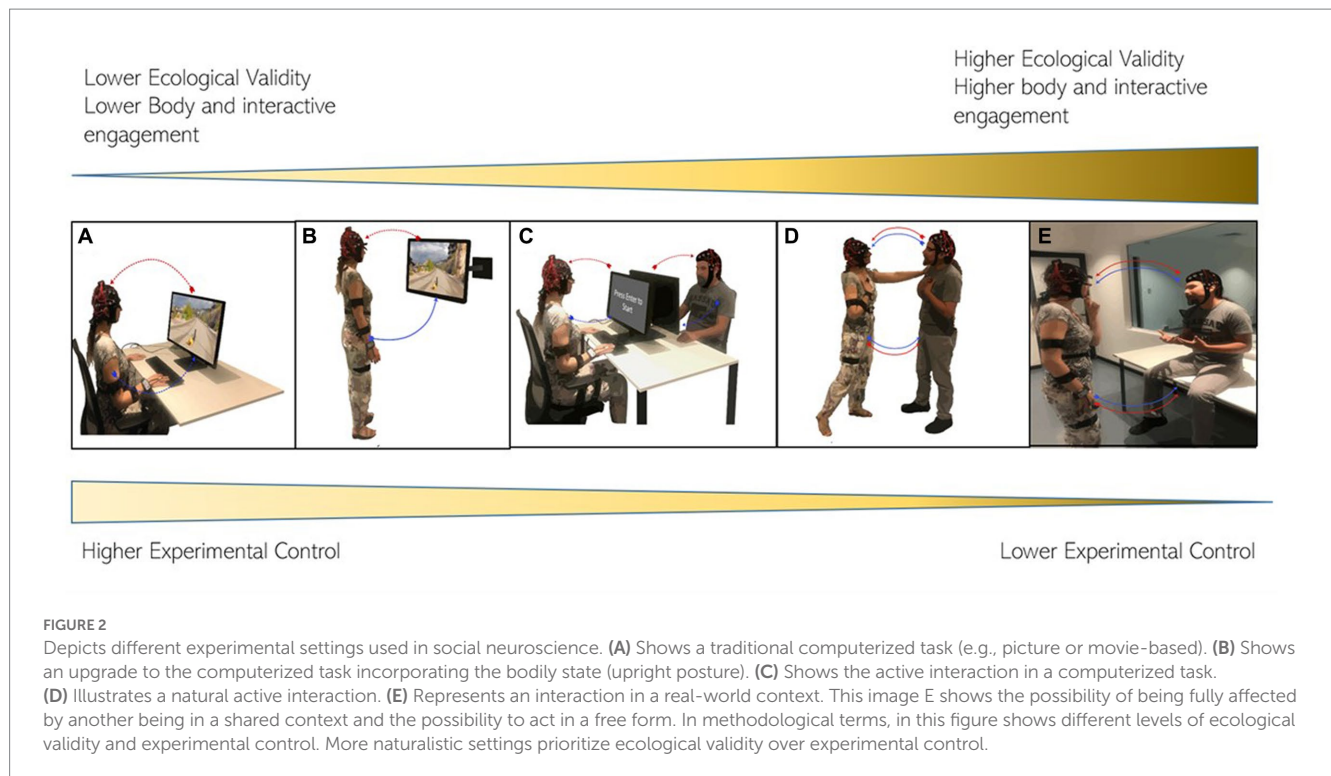 Lower Ecological Validity
Lower Body and interactive
engagement
Higher Ecological Validity
Higher body and interactive
engagement
A
B
C
D
E
Press Enter to
Start
Higher Experimental Control
Lower Experimental Control
FIGURE 2
Depicts different experimental settings used in social neuroscience. (A) Shows a traditional computerized task (e.g., picture or movie-based). (B) Shows
an upgrade to the computerized task incorporating the bodily state (upright posture). (C) Shows the active interaction in a computerized task.
(D) Illustrates a natural active interaction. (E) Represents an interaction in a real-world context. This image E shows the possibility of being fully affected
by another being in a shared context and the possibility to act in a free form. In methodological terms, in this figure shows different levels of ecological
validity and experimental control. More naturalistic settings prioritize ecological validity over experimental control.